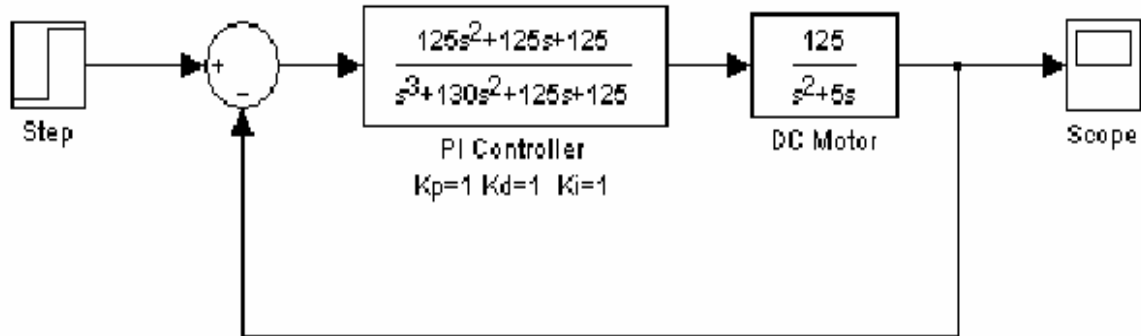 125s²+125s+125
s³+130s²+125s+125
125
s²+5s
+
−
Step
PI Controller
Kp=1 Kd=1 Ki=1
DC Motor
Scope